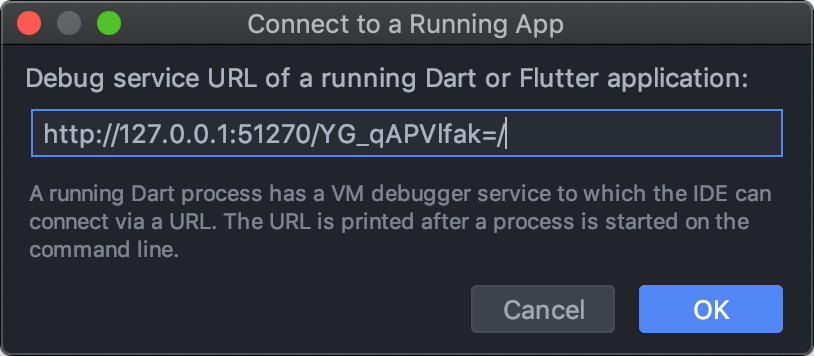 Connect to a Running App
Debug service URL of a running Dart or Flutter application:
http://127.0.0.1:51270/YG_qAPVlfak=/
A running Dart process has a VM debugger service to which the IDE can
connect via a URL. The URL is printed after a process is started on the
command line.
Cancel
OK